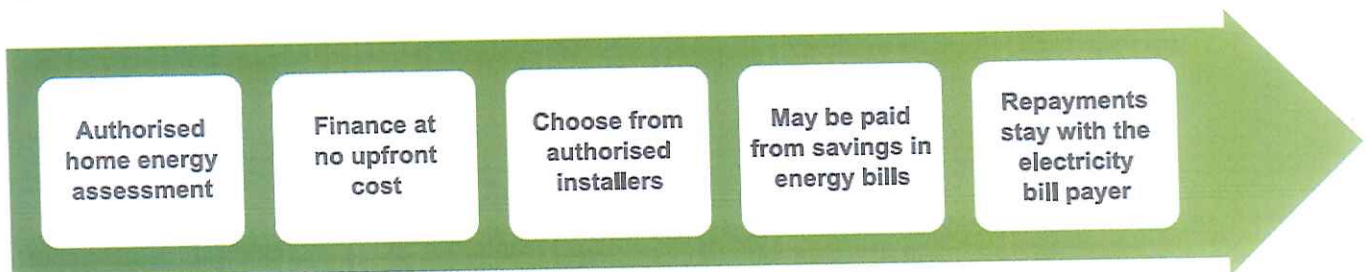 Authorised
home energy
assessment
Finance at
no upfront
cost
Choose from
authorised
installers
May be paid
from savings in
energy bills
Repayments
stay with the
electricity
bill payer